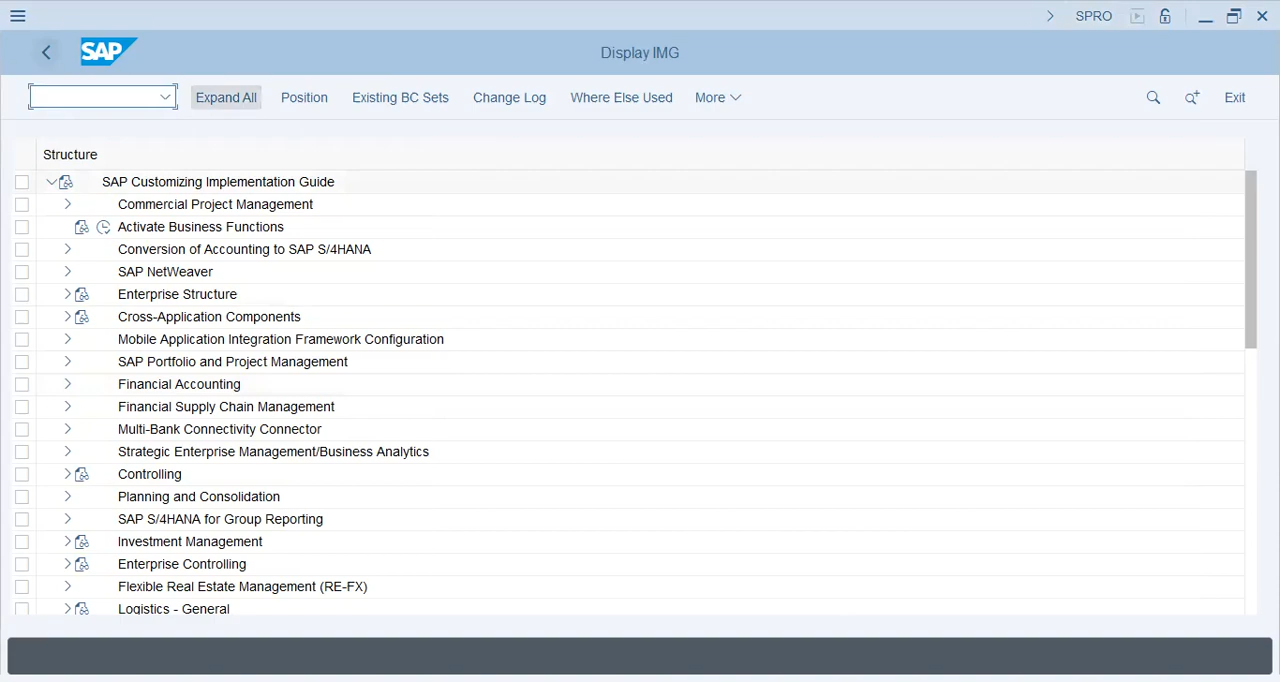 SPRO
SAP
Display IMG
Expand All Position Existing BC Sets Change Log Where Else Used More Exit
Structure
SAP Customizing Implementation Guide
Commercial Project Management
Activate Business Functions
Conversion of Accounting to SAP S/4HANA
SAP NetWeaver
Enterprise Structure
Cross-Application Components
Mobile Application Integration Framework Configuration
SAP Portfolio and Project Management
Financial Accounting
Financial Supply Chain Management
Multi-Bank Connectivity Connector
Strategic Enterprise Management/Business Analytics
Controlling
Planning and Consolidation
SAP S/4HANA for Group Reporting
Investment Management
Enterprise Controlling
Flexible Real Estate Management (RE-FX)
Logistics - General